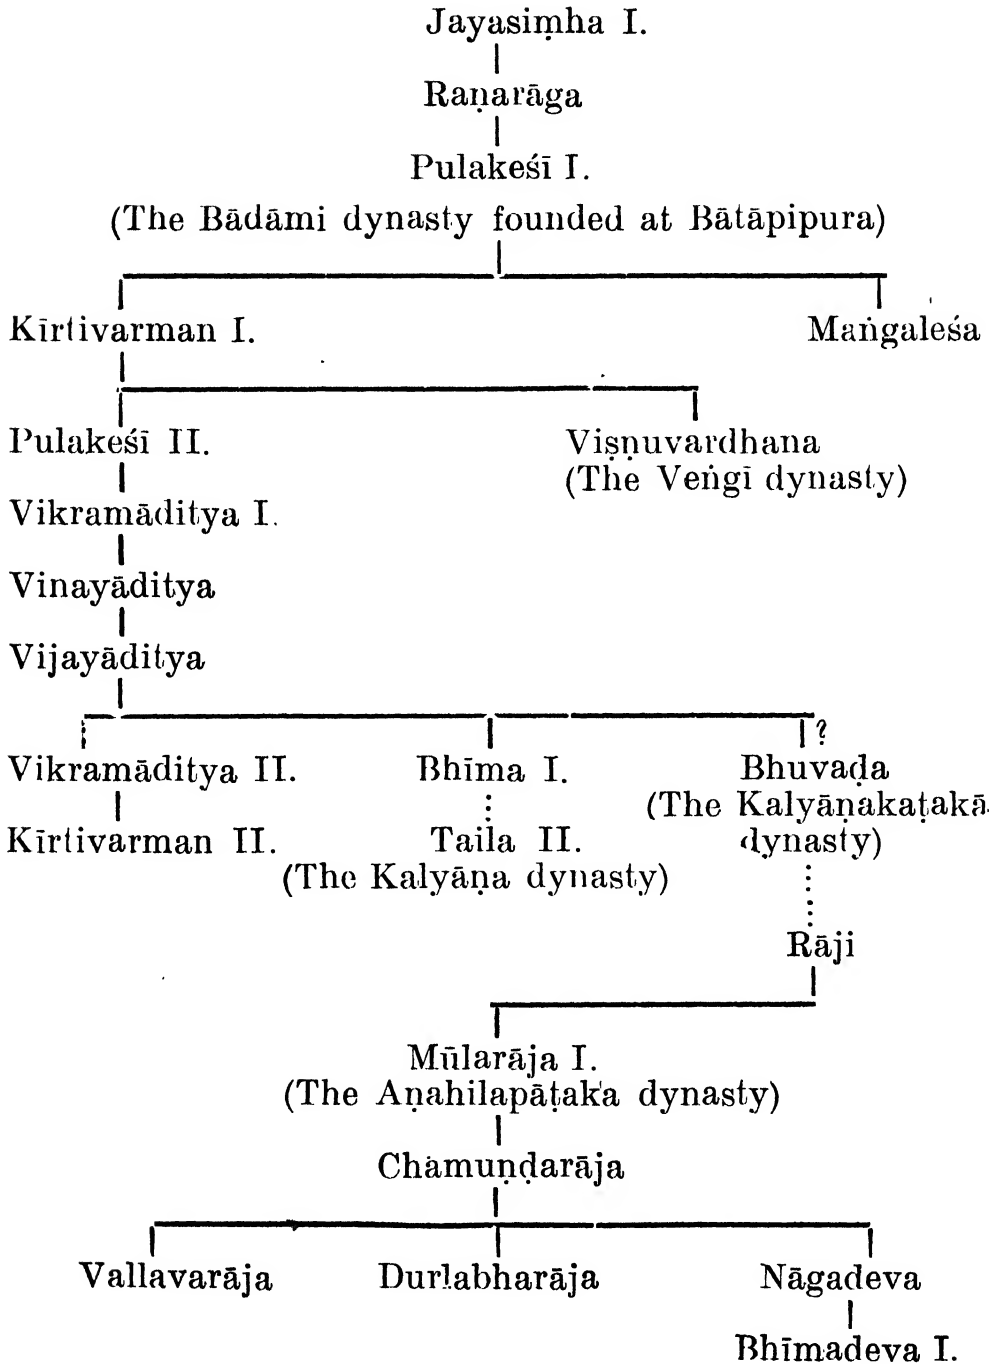 Jayasiṃha I.
Raṇarāga
Pulakeśī I.
(The Bādāmi dynasty founded at Bātāpipura)
Kīrtivarman I.
Maṅgaleśa
Pulakeśī II.
Viṣṇuvardhana
(The Veṅgī dynasty)
Vikramāditya I.
Vinayāditya
Vijayāditya
?
Vikramāditya II.
Bhīma I.
Bhuvaḍa
(The Kalyāṇakaṭakā
dynasty)
Kīrtivarman II.
Taila II.
(The Kalyāṇa dynasty)
Rāji
Mūlarāja I.
(The Aṇahilapāṭaka dynasty)
Chamuṇḍarāja
Vallavarāja
Durlabharāja
Nāgadeva
Bhīmadeva I.